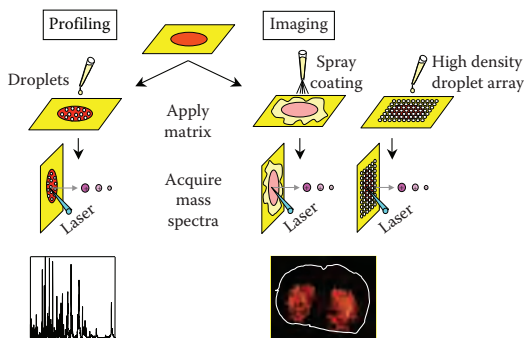 Profiling
Imaging
Droplets
Spray
coating
High density
droplet array
Apply
matrix
Acquire
mass
spectra
Laser
Laser
Laser